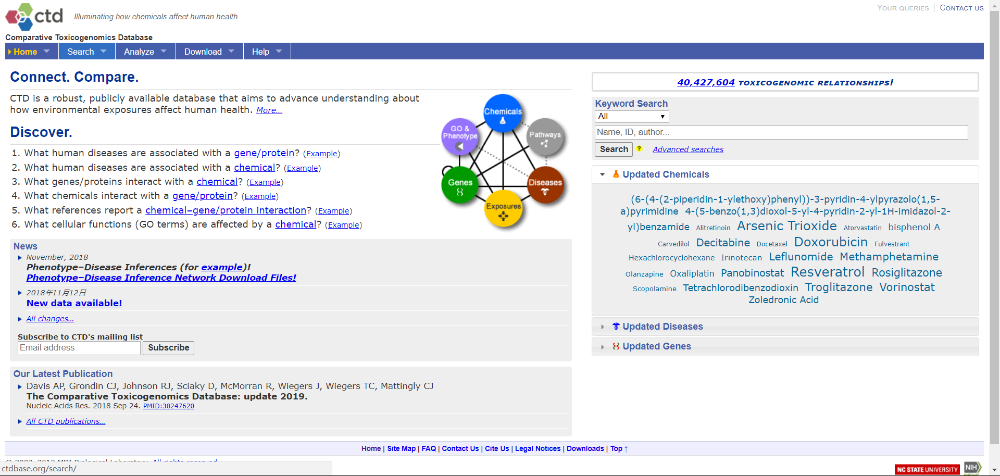 ctd
Illuminating how chemicals affect human health.
YOUR QUERIES | CONTACT US
Comparative Toxicogenomics Database
Home Search Analyze Download Help
Connect. Compare.
CTD is a robust, publicly available database that aims to advance understanding about
how environmental exposures affect human health. More...
Discover.
1. What human diseases are associated with a gene/protein? (Example)
2. What human diseases are associated with a chemical? (Example)
3. What genes/proteins interact with a chemical? (Example)
4. What chemicals interact with a gene/protein? (Example)
5. What references report a chemical–gene/protein interaction? (Example)
6. What cellular functions (GO terms) are affected by a chemical? (Example)
Chemicals
GO &
Phenotype
Pathways
Genes
Diseases
Exposures
News
November, 2018
Phenotype–Disease Inferences (for example)!
Phenotype–Disease Inference Network Download Files!
2018年11月12日
New data available!
All changes...
Subscribe to CTD's mailing list
Email address Subscribe
Our Latest Publication
Davis AP, Grondin CJ, Johnson RJ, Sciaky D, McMorran R, Wiegers J, Wiegers TC, Mattingly CJ
The Comparative Toxicogenomics Database: update 2019.
Nucleic Acids Res. 2018 Sep 24. PMID:30247620
All CTD publications...
40,427,604 TOXICOGENOMIC RELATIONSHIPS!
Keyword Search
All
Name, ID, author...
Search ? Advanced searches
Updated Chemicals
(6-(4-(2-piperidin-1-ylethoxy)phenyl))-3-pyridin-4-ylpyrazolo(1,5-
a)pyrimidine 4-(5-benzo(1,3)dioxol-5-yl-4-pyridin-2-yl-1H-imidazol-2-
yl)benzamide Alitretinoin Arsenic Trioxide Atorvastatin bisphenol A
Carvedilol Decitabine Docetaxel Doxorubicin Fulvestrant
Hexachlorocyclohexane Irinotecan Leflunomide Methamphetamine
Olanzapine Oxaliplatin Panobinostat Resveratrol Rosiglitazone
Scopolamine Tetrachlorodibenzodioxin Troglitazone Vorinostat
Zoledronic Acid
Updated Diseases
Updated Genes
Home | Site Map | FAQ | Contact Us | Cite Us | Legal Notices | Downloads | Top ↑
© 2002–2012 MDI Biological Laboratory. All rights reserved.
ctdbase.org/search/
NC STATE UNIVERSITY
NIH